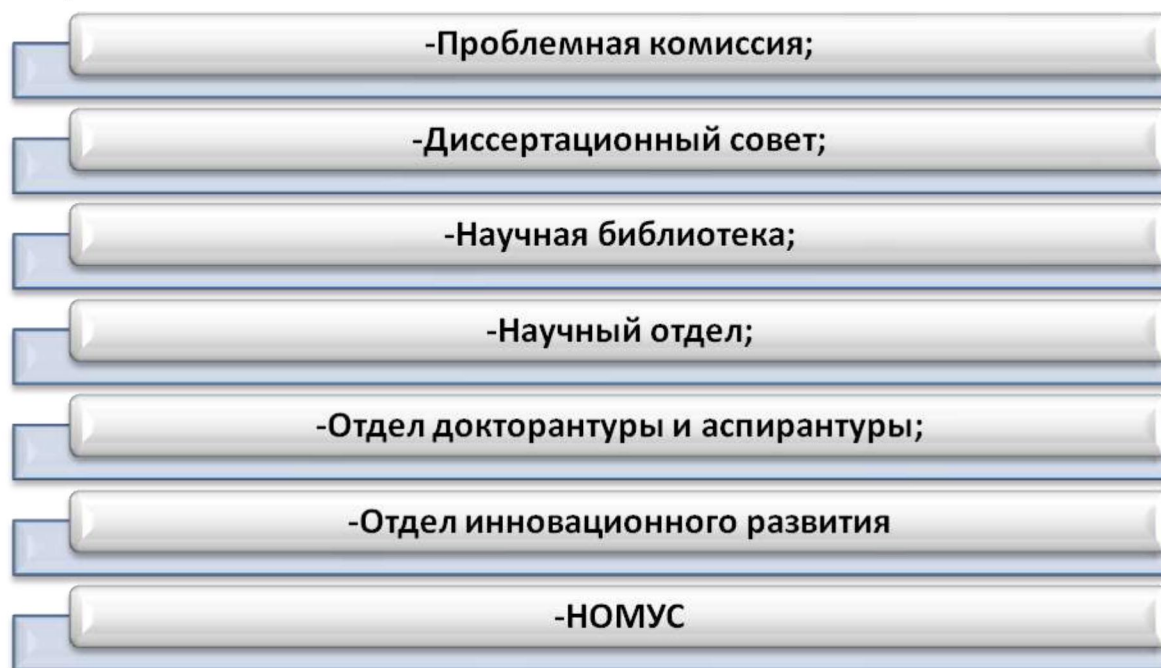 -Проблемная комиссия;
-Диссертационный совет;
-Научная библиотека;
-Научный отдел;
-Отдел докторантуры и аспирантуры;
-Отдел инновационного развития
-НОМУС